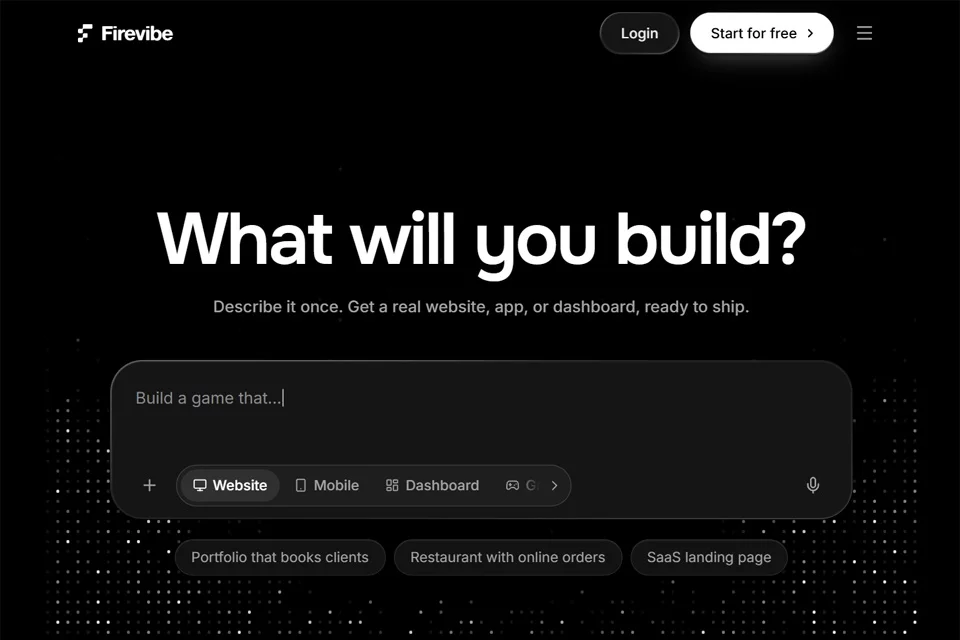 Firevibe
Login
Start for free
What will you build?
Describe it once. Get a real website, app, or dashboard, ready to ship.
Build a game that...
Website
Mobile
Dashboard
Portfolio that books clients
Restaurant with online orders
SaaS landing page